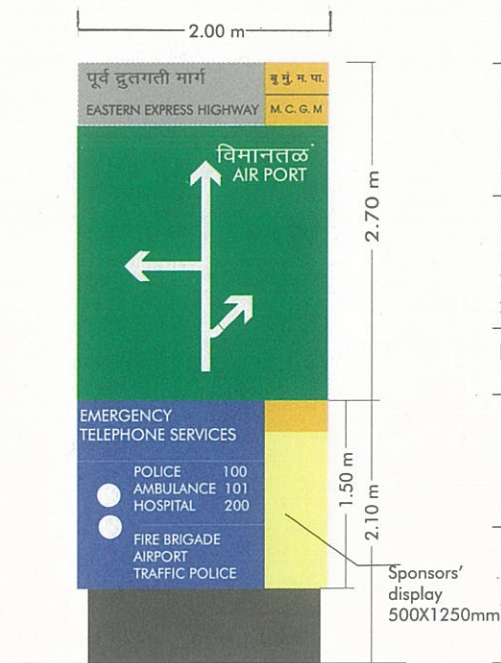 2.00 m
पूर्व द्रुतगती मार्ग
बृ मुं. म. पा.
EASTERN EXPRESS HIGHWAY
M. C. G. M
विमानतळ
AIR PORT
2.70 m
EMERGENCY
TELEPHONE SERVICES
POLICE 100
AMBULANCE 101
HOSPITAL 200
FIRE BRIGADE
AIRPORT
TRAFFIC POLICE
1.50 m
2.10 m
Sponsors'
display
500X1250mm